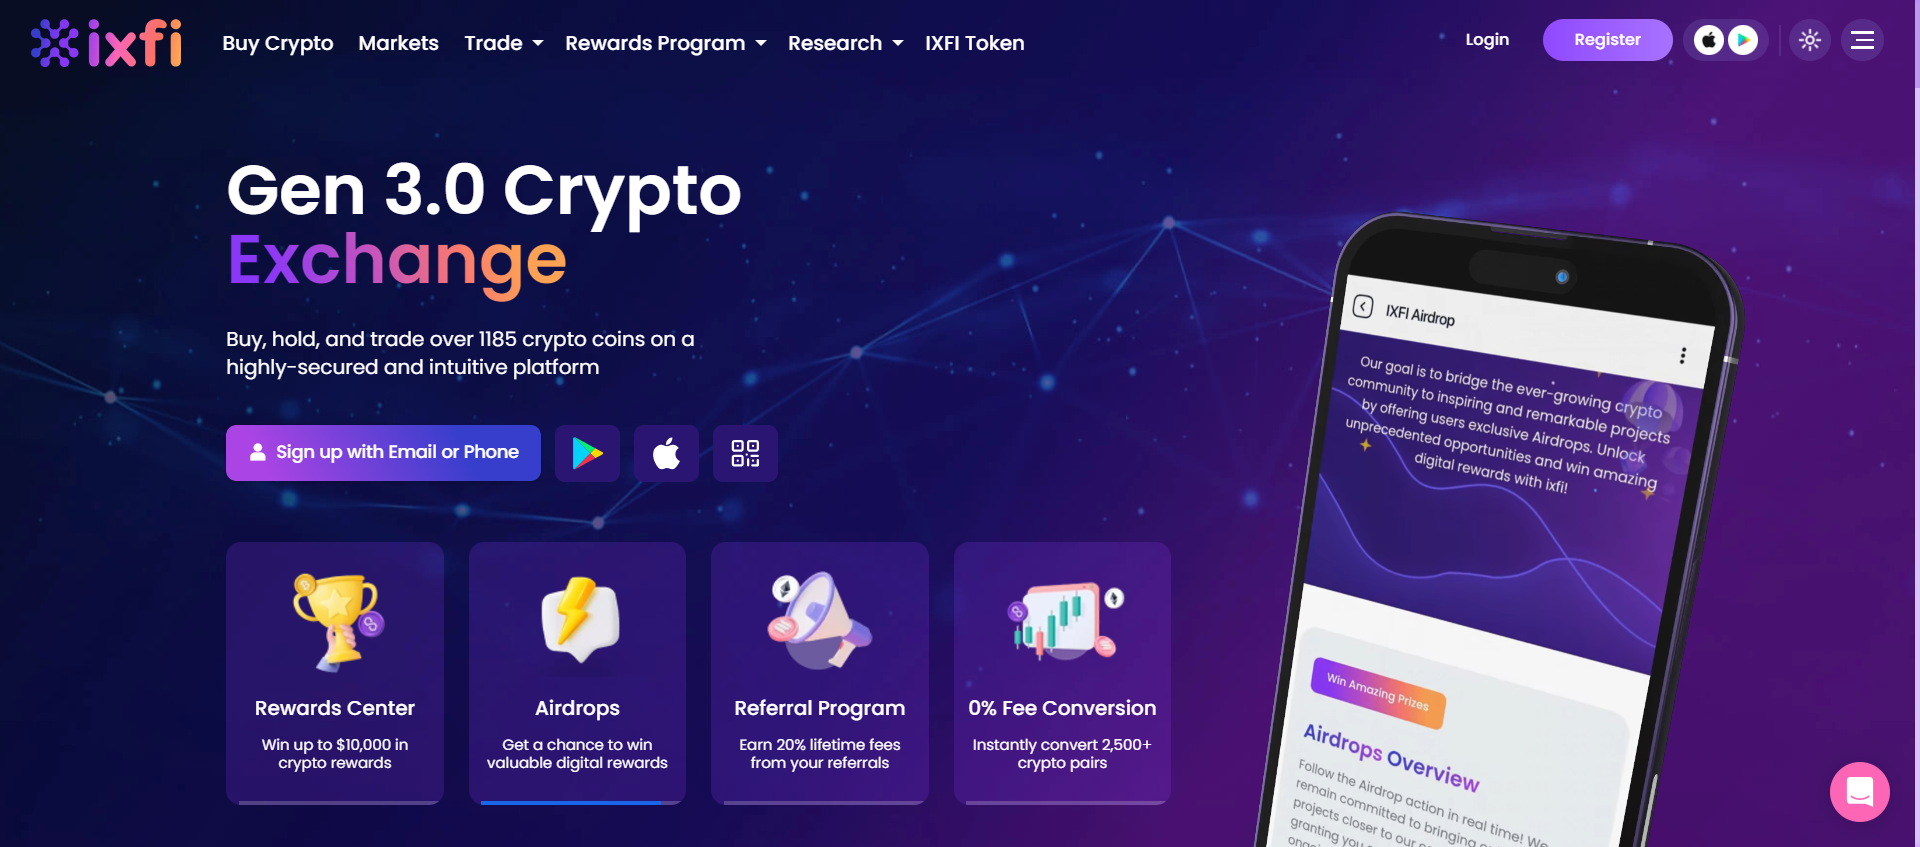 ixfi
Buy Crypto
Markets
Trade
Rewards Program
Research
IXFI Token
Login
Register
Gen 3.0 Crypto
Exchange
Buy, hold, and trade over 1185 crypto coins on a
highly-secured and intuitive platform
Sign up with Email or Phone
Rewards Center
Win up to $10,000 in
crypto rewards
Airdrops
Get a chance to win
valuable digital rewards
Referral Program
Earn 20% lifetime fees
from your referrals
0% Fee Conversion
Instantly convert 2,500+
crypto pairs
IXFI Airdrop
Our goal is to bridge the ever-growing crypto
community to inspiring and remarkable projects
by offering users exclusive Airdrops. Unlock
unprecedented opportunities and win amazing
digital rewards with ixfi!
Win Amazing Prizes
Airdrops Overview
Follow the Airdrop action in real time! We
remain committed to bringing
projects closer to our
granting you